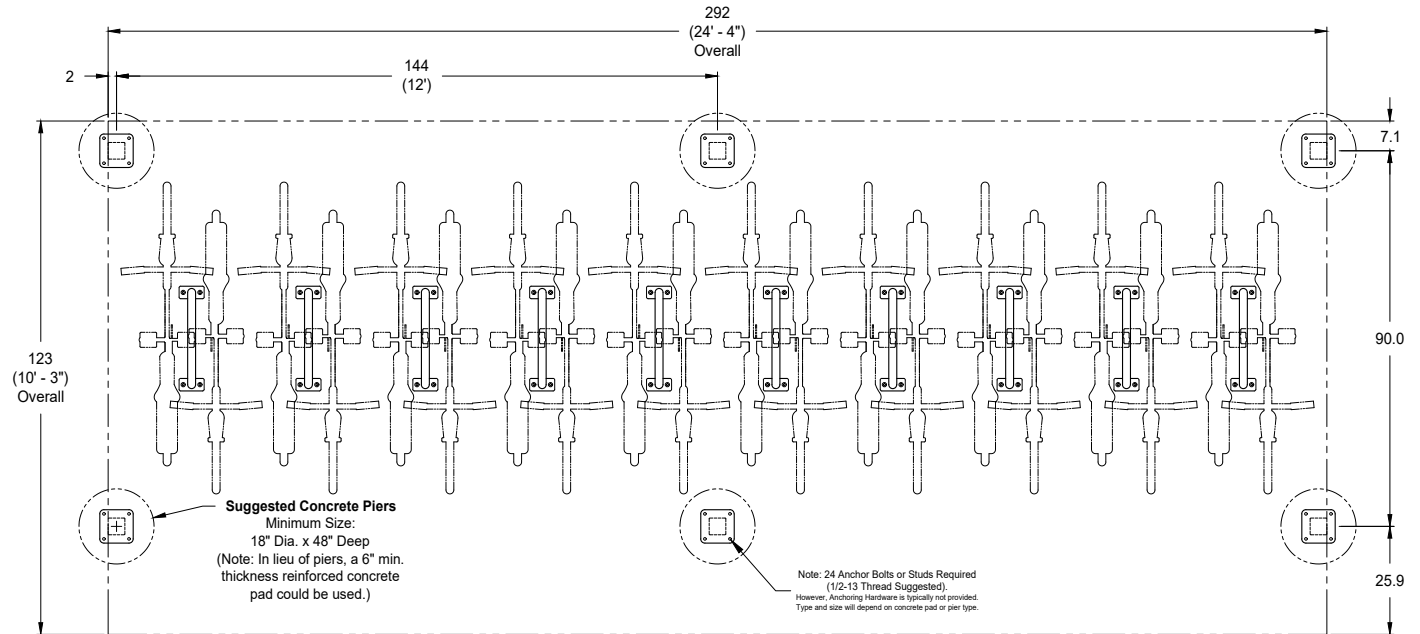 292
(24' - 4")
Overall
144
(12')
2
7.1
123
(10' - 3")
Overall
90.0
Suggested Concrete Piers
Minimum Size:
18" Dia. x 48" Deep
(Note: In lieu of piers, a 6" min.
thickness reinforced concrete
pad could be used.)
Note: 24 Anchor Bolts or Studs Required
(1/2-13 Thread Suggested).
However, Anchoring Hardware is typically not provided.
Type and size will depend on concrete pad or pier type.
25.9